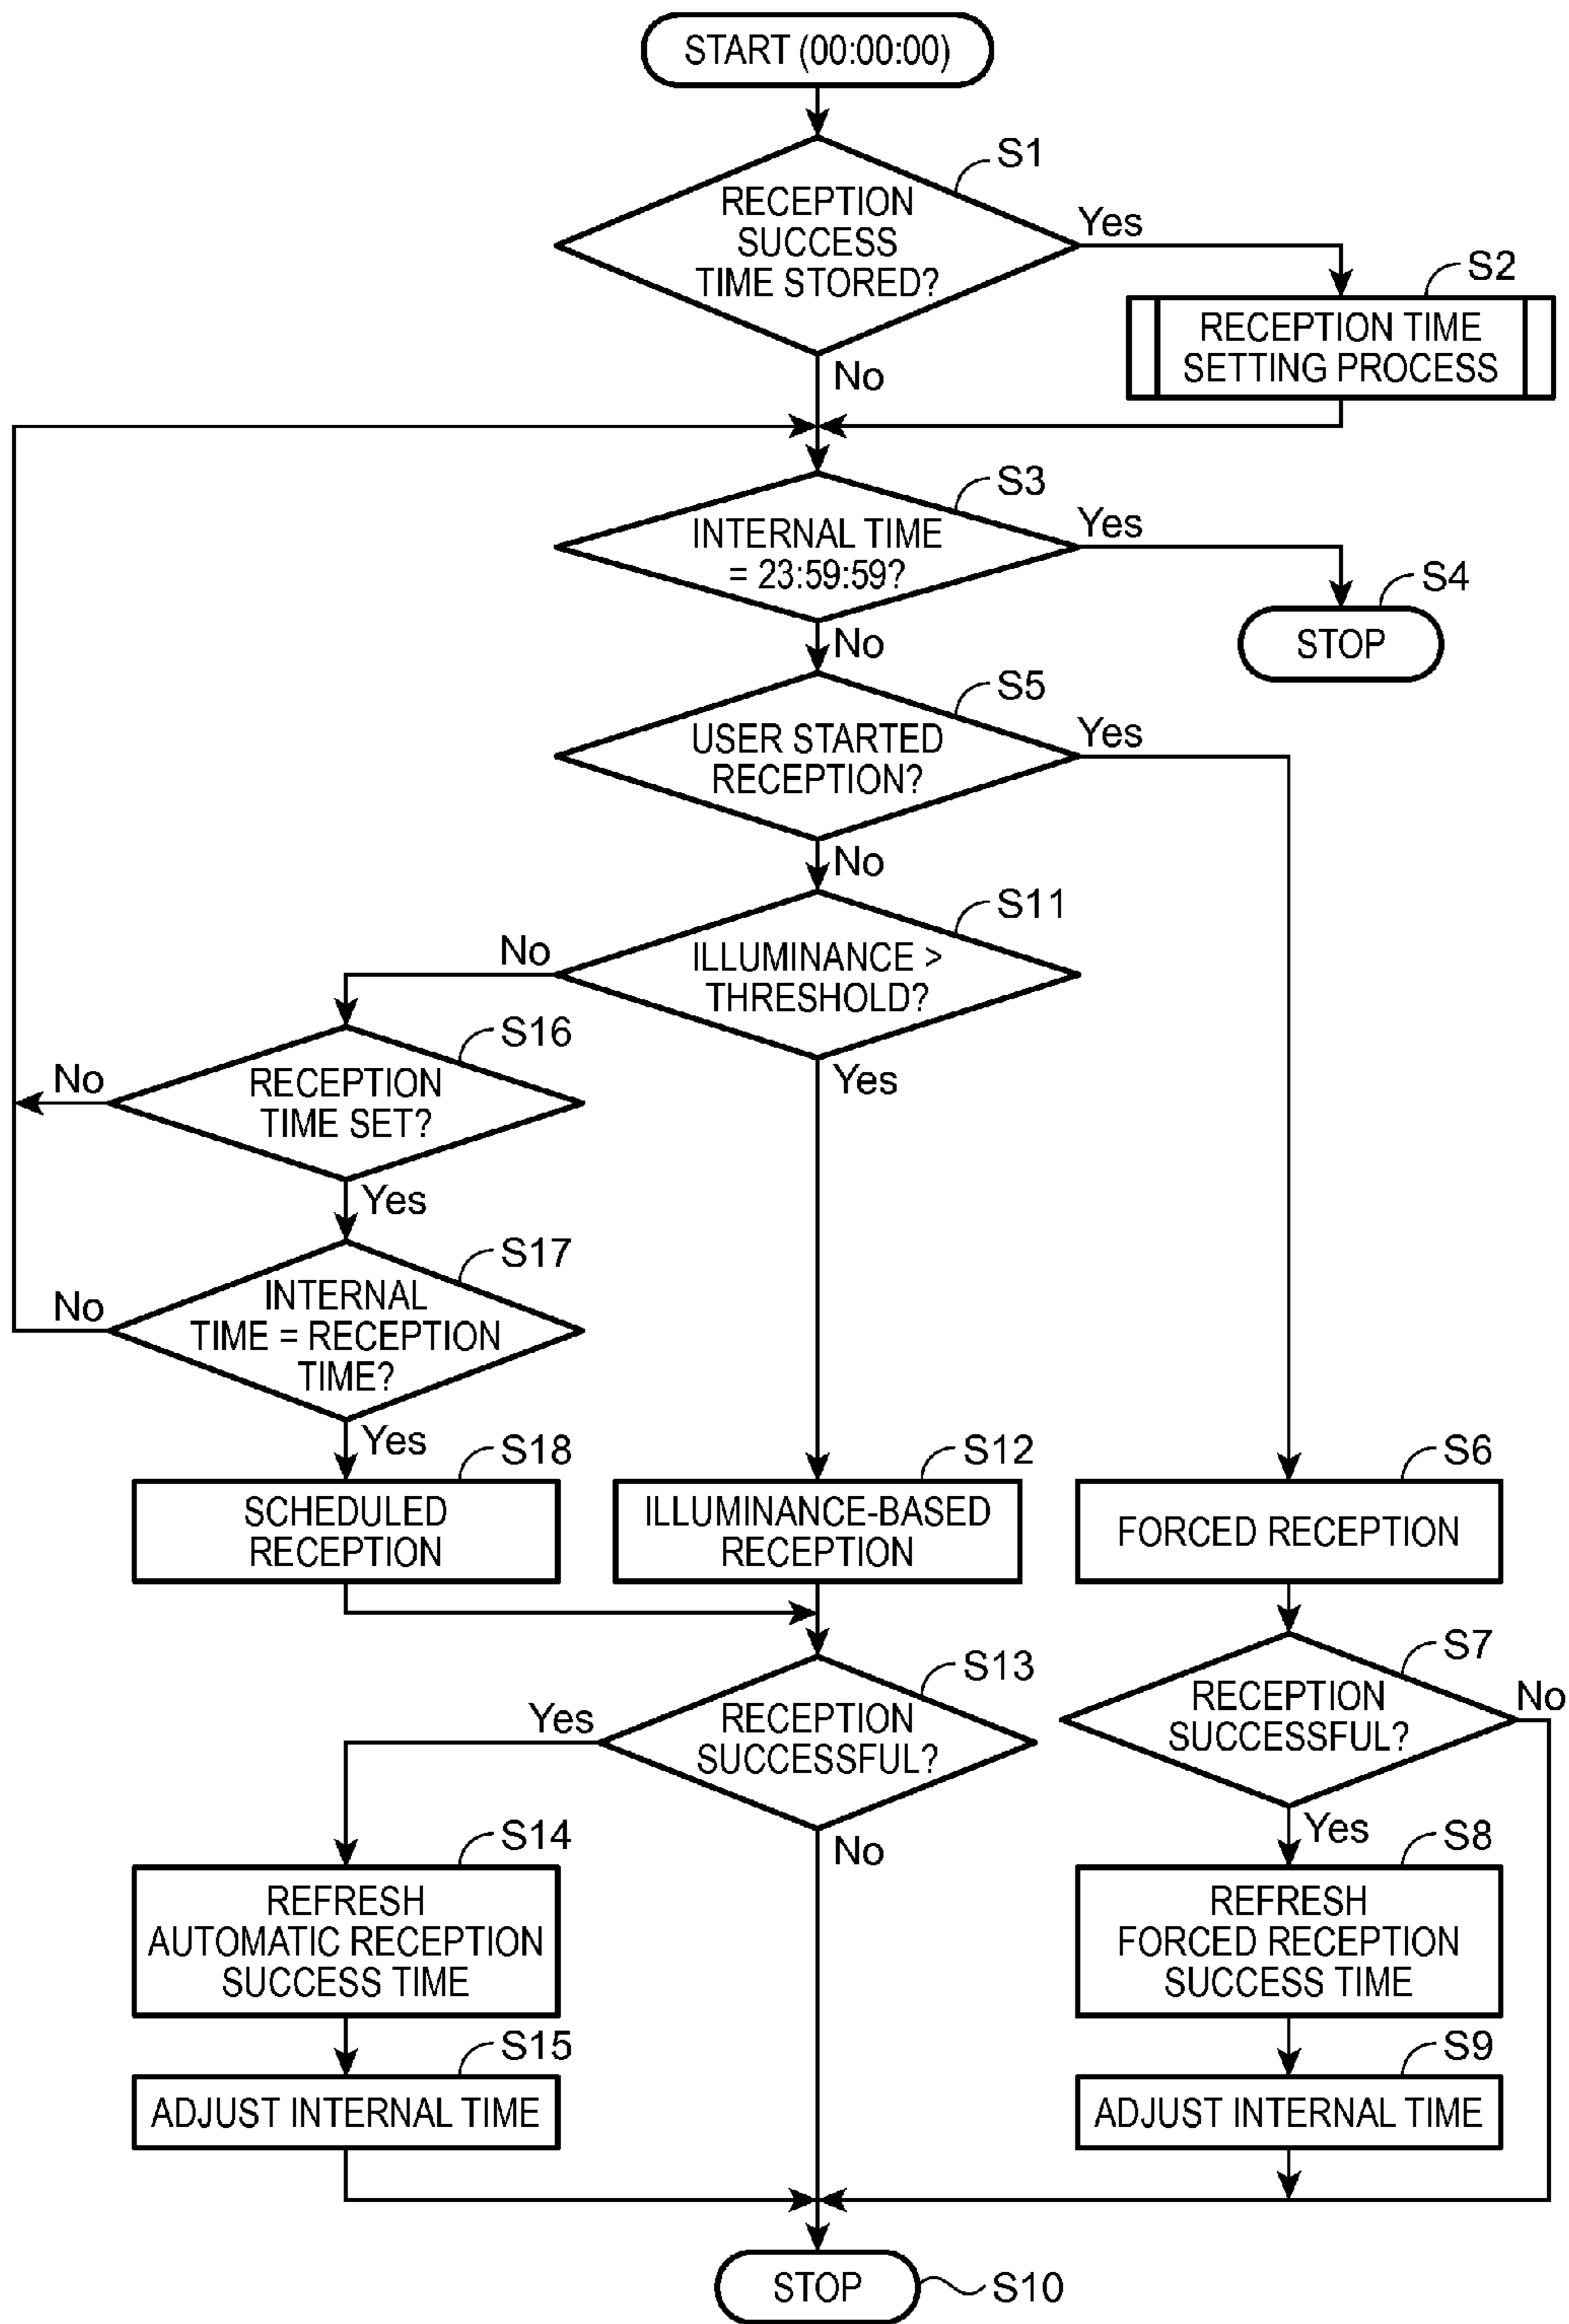 START (00:00:00)
S1
RECEPTION
SUCCESS
TIME STORED?
Yes
S2
RECEPTION TIME
SETTING PROCESS
No
S3
INTERNAL TIME
= 23:59:59?
Yes
S4
STOP
No
S5
USER STARTED
RECEPTION?
Yes
No
S11
ILLUMINANCE >
THRESHOLD?
No
Yes
S16
RECEPTION
TIME SET?
No
Yes
S17
INTERNAL
TIME = RECEPTION
TIME?
No
Yes
S18
SCHEDULED
RECEPTION
S12
ILLUMINANCE-BASED
RECEPTION
S6
FORCED RECEPTION
S13
RECEPTION
SUCCESSFUL?
Yes
No
S7
RECEPTION
SUCCESSFUL?
No
Yes
S14
REFRESH
AUTOMATIC RECEPTION
SUCCESS TIME
S8
REFRESH
FORCED RECEPTION
SUCCESS TIME
S15
ADJUST INTERNAL TIME
S9
ADJUST INTERNAL TIME
STOP
S10